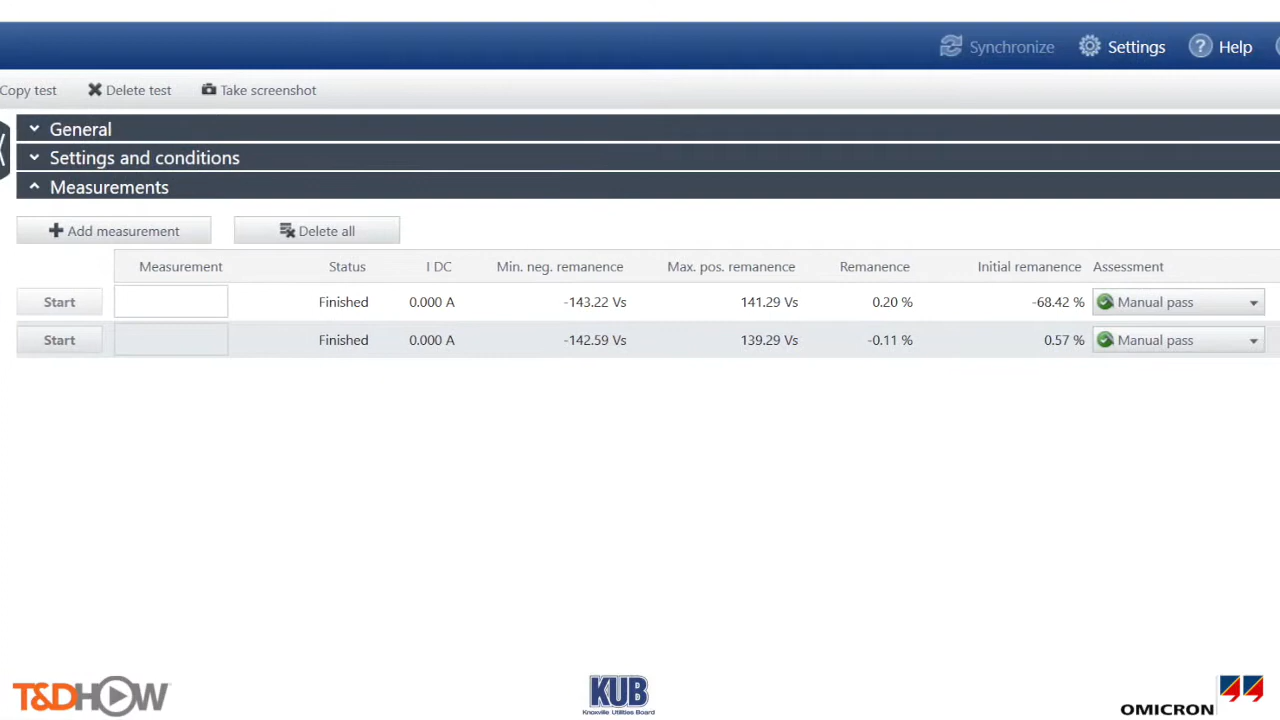 Synchronize Settings Help
Copy test Delete test Take screenshot
General
Settings and conditions
Measurements
Add measurement Delete all
Measurement Status I DC Min. neg. remanence Max. pos. remanence Remanence Initial remanence Assessment
Start Finished 0.000 A -143.22 Vs 141.29 Vs 0.20 % -68.42 % Manual pass
Start Finished 0.000 A -142.59 Vs 139.29 Vs -0.11 % 0.57 % Manual pass
T&DHOW
KUB
Knoxville Utilities Board
OMICRON